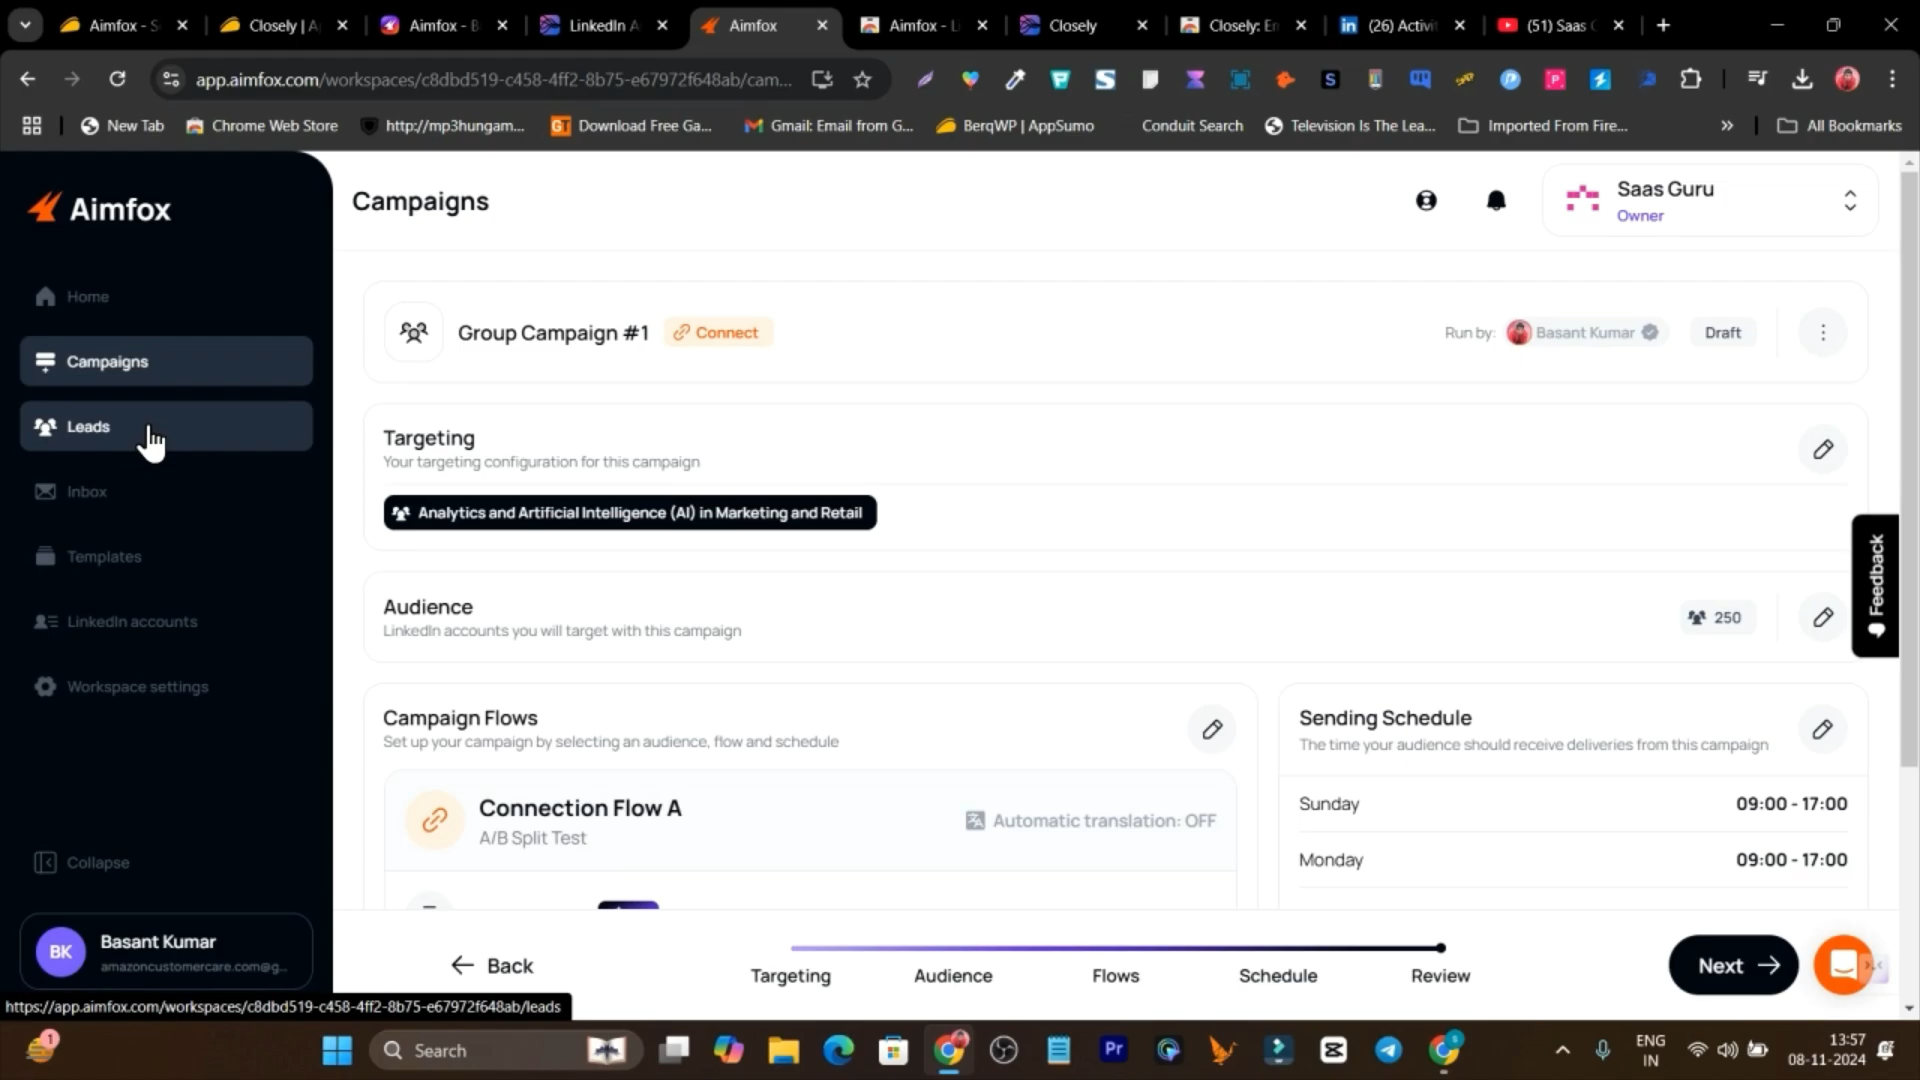 Aimfox - S
Closely | A
Aimfox - B
LinkedIn A
Aimfox
Aimfox - Li
Closely
Closely: En
(26) Activit
(51) Saas G
app.aimfox.com/workspaces/c8dbd519-c458-4ff2-8b75-e67972f648ab/cam...
New Tab
Chrome Web Store
http://mp3hungam...
Download Free Ga...
Gmail: Email from G...
BerqWP | AppSumo
Conduit Search
Television Is The Lea...
Imported From Fire...
All Bookmarks
Aimfox
Campaigns
Saas Guru
Owner
Home
Campaigns
Leads
Inbox
Templates
LinkedIn accounts
Workspace settings
Collapse
BK
Basant Kumar
amazoncustomercare.com@g...
Group Campaign #1
Connect
Run by:
Basant Kumar
Draft
Targeting
Your targeting configuration for this campaign
Analytics and Artificial Intelligence (AI) in Marketing and Retail
Audience
LinkedIn accounts you will target with this campaign
250
Feedback
Campaign Flows
Set up your campaign by selecting an audience, flow and schedule
Connection Flow A
A/B Split Test
Automatic translation: OFF
Sending Schedule
The time your audience should receive deliveries from this campaign
Sunday
09:00 - 17:00
Monday
09:00 - 17:00
Back
Targeting
Audience
Flows
Schedule
Review
Next
https://app.aimfox.com/workspaces/c8dbd519-c458-4ff2-8b75-e67972f648ab/leads
1
Search
Pr
ENG
IN
13:57
08-11-2024